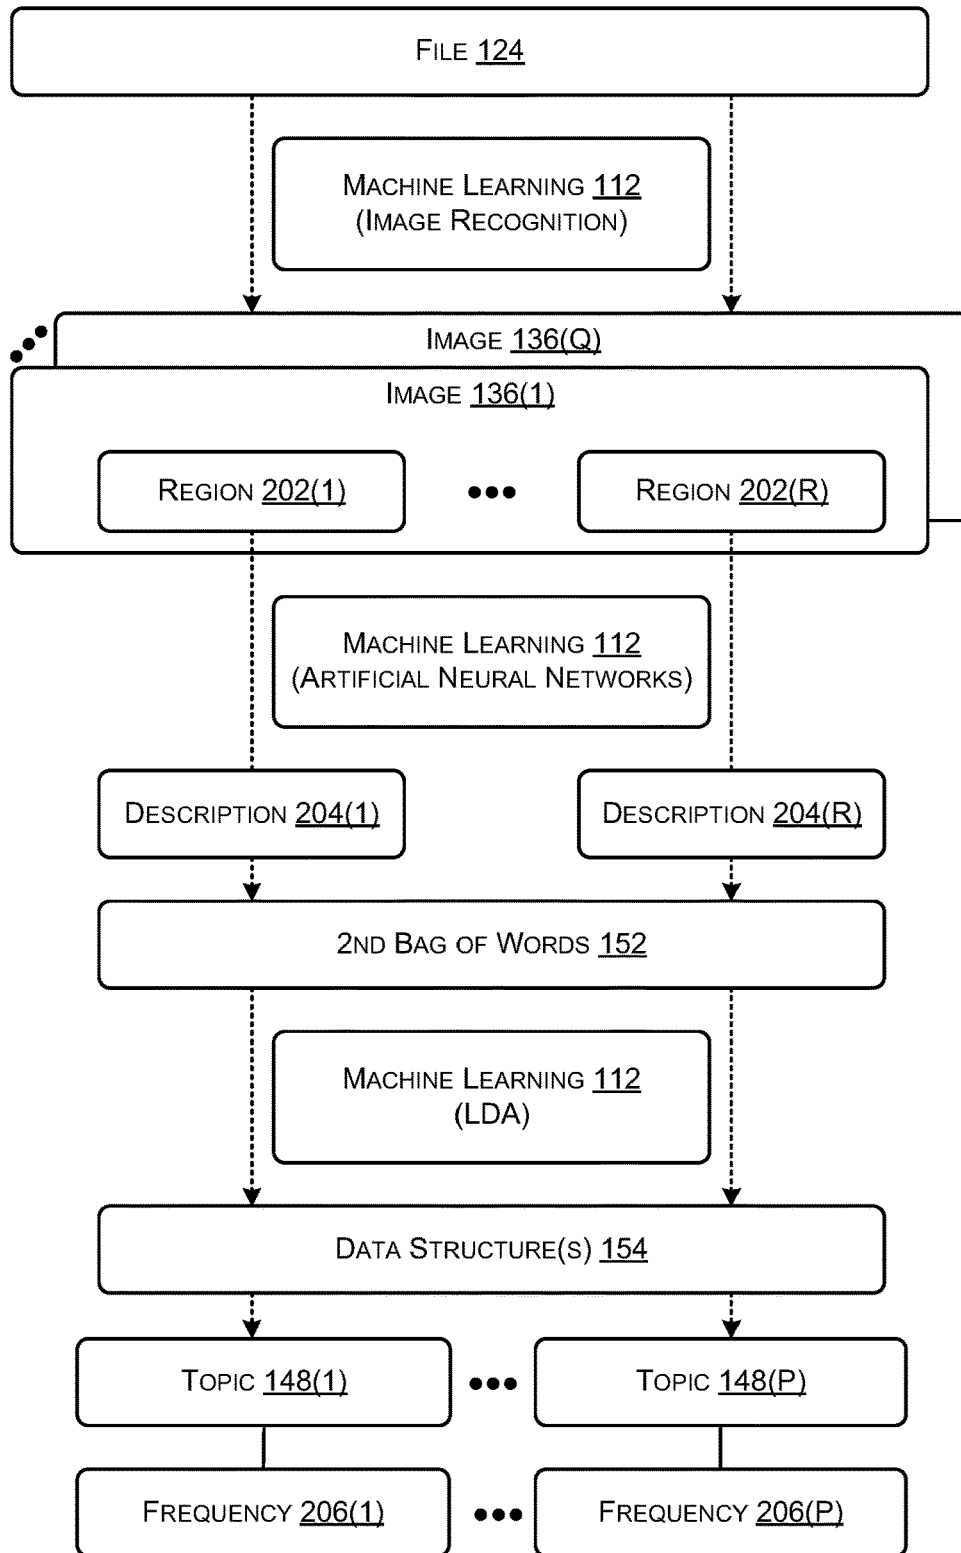 FILE 124
MACHINE LEARNING 112
(IMAGE RECOGNITION)
IMAGE 136(Q)
IMAGE 136(1)
REGION 202(1)
REGION 202(R)
MACHINE LEARNING 112
(ARTIFICIAL NEURAL NETWORKS)
DESCRIPTION 204(1)
DESCRIPTION 204(R)
2ND BAG OF WORDS 152
MACHINE LEARNING 112
(LDA)
DATA STRUCTURE(S) 154
TOPIC 148(1)
TOPIC 148(P)
FREQUENCY 206(1)
FREQUENCY 206(P)